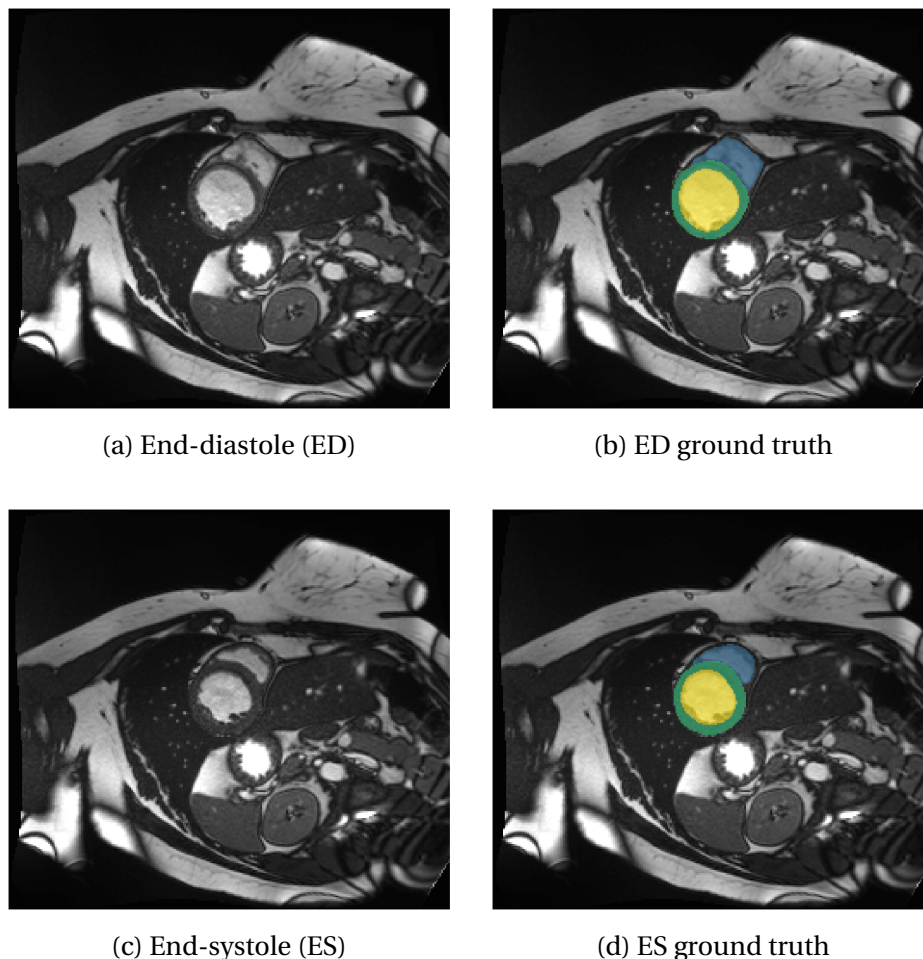 (a) End-diastole (ED)
(b) ED ground truth
(c) End-systole (ES)
(d) ES ground truth